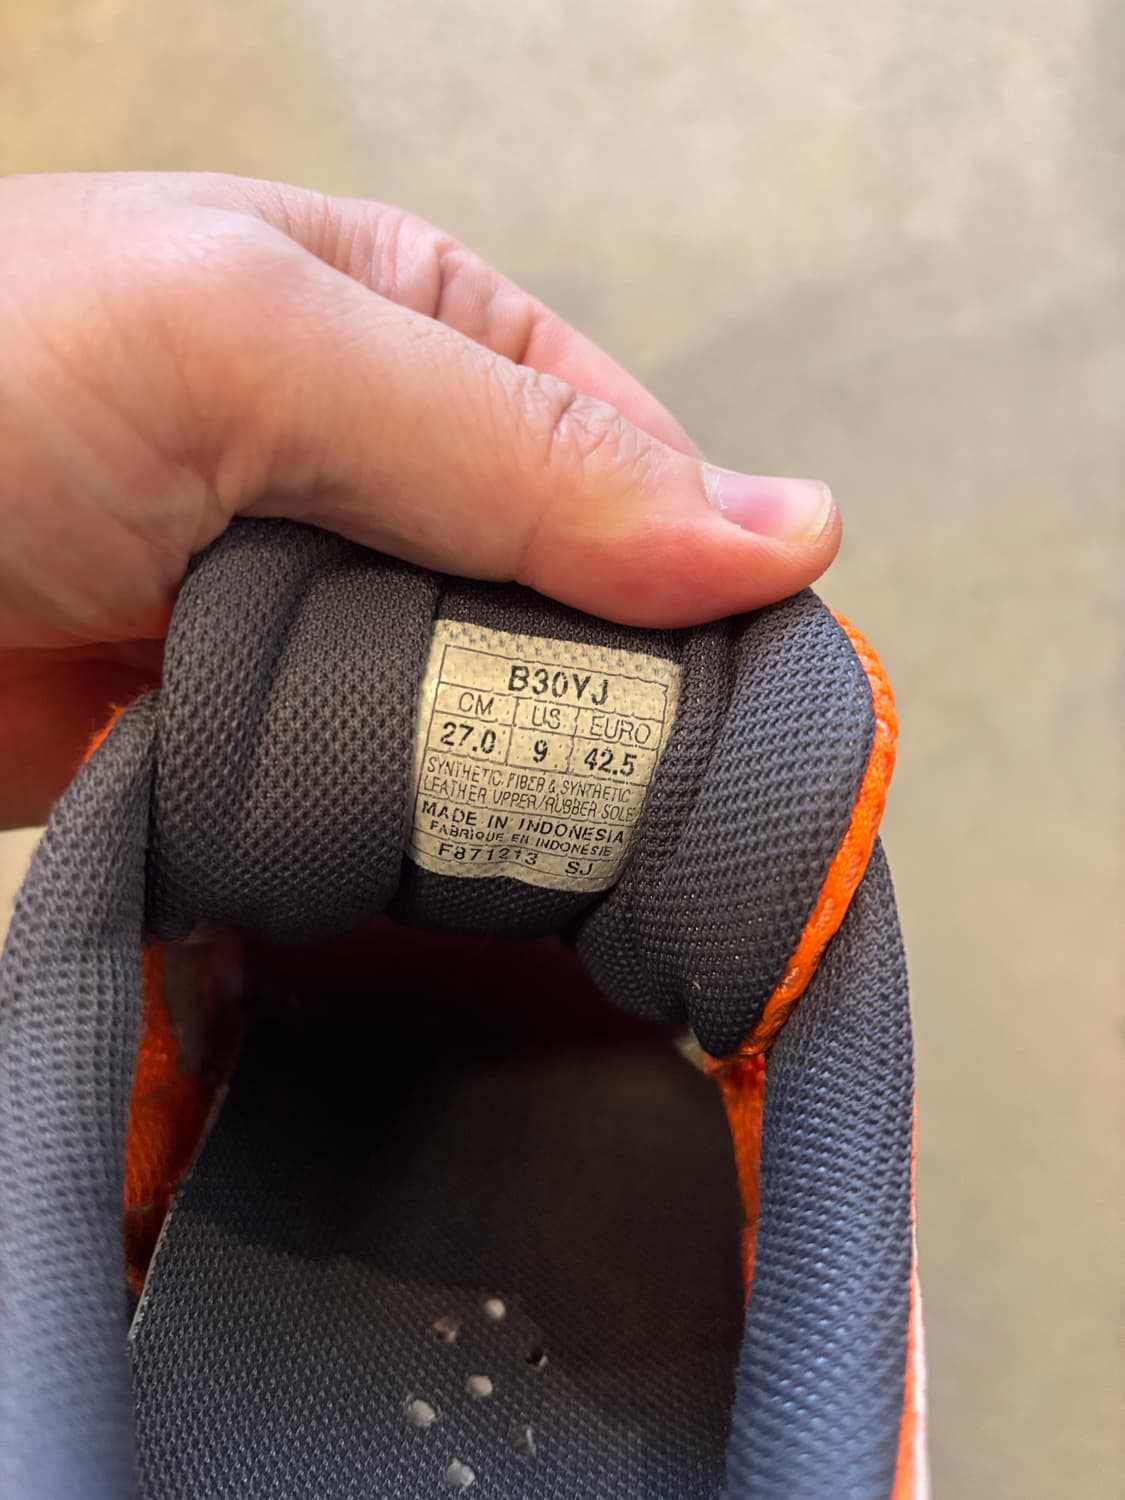 B30YJ
CM US EURO
27.0 9 42.5
SYNTHETIC FIBER & SYNTHETIC
LEATHER UPPER/RUBBER SOLE
MADE IN INDONESIA
FABRIQUE EN INDONÉSIE
F871213 SJ